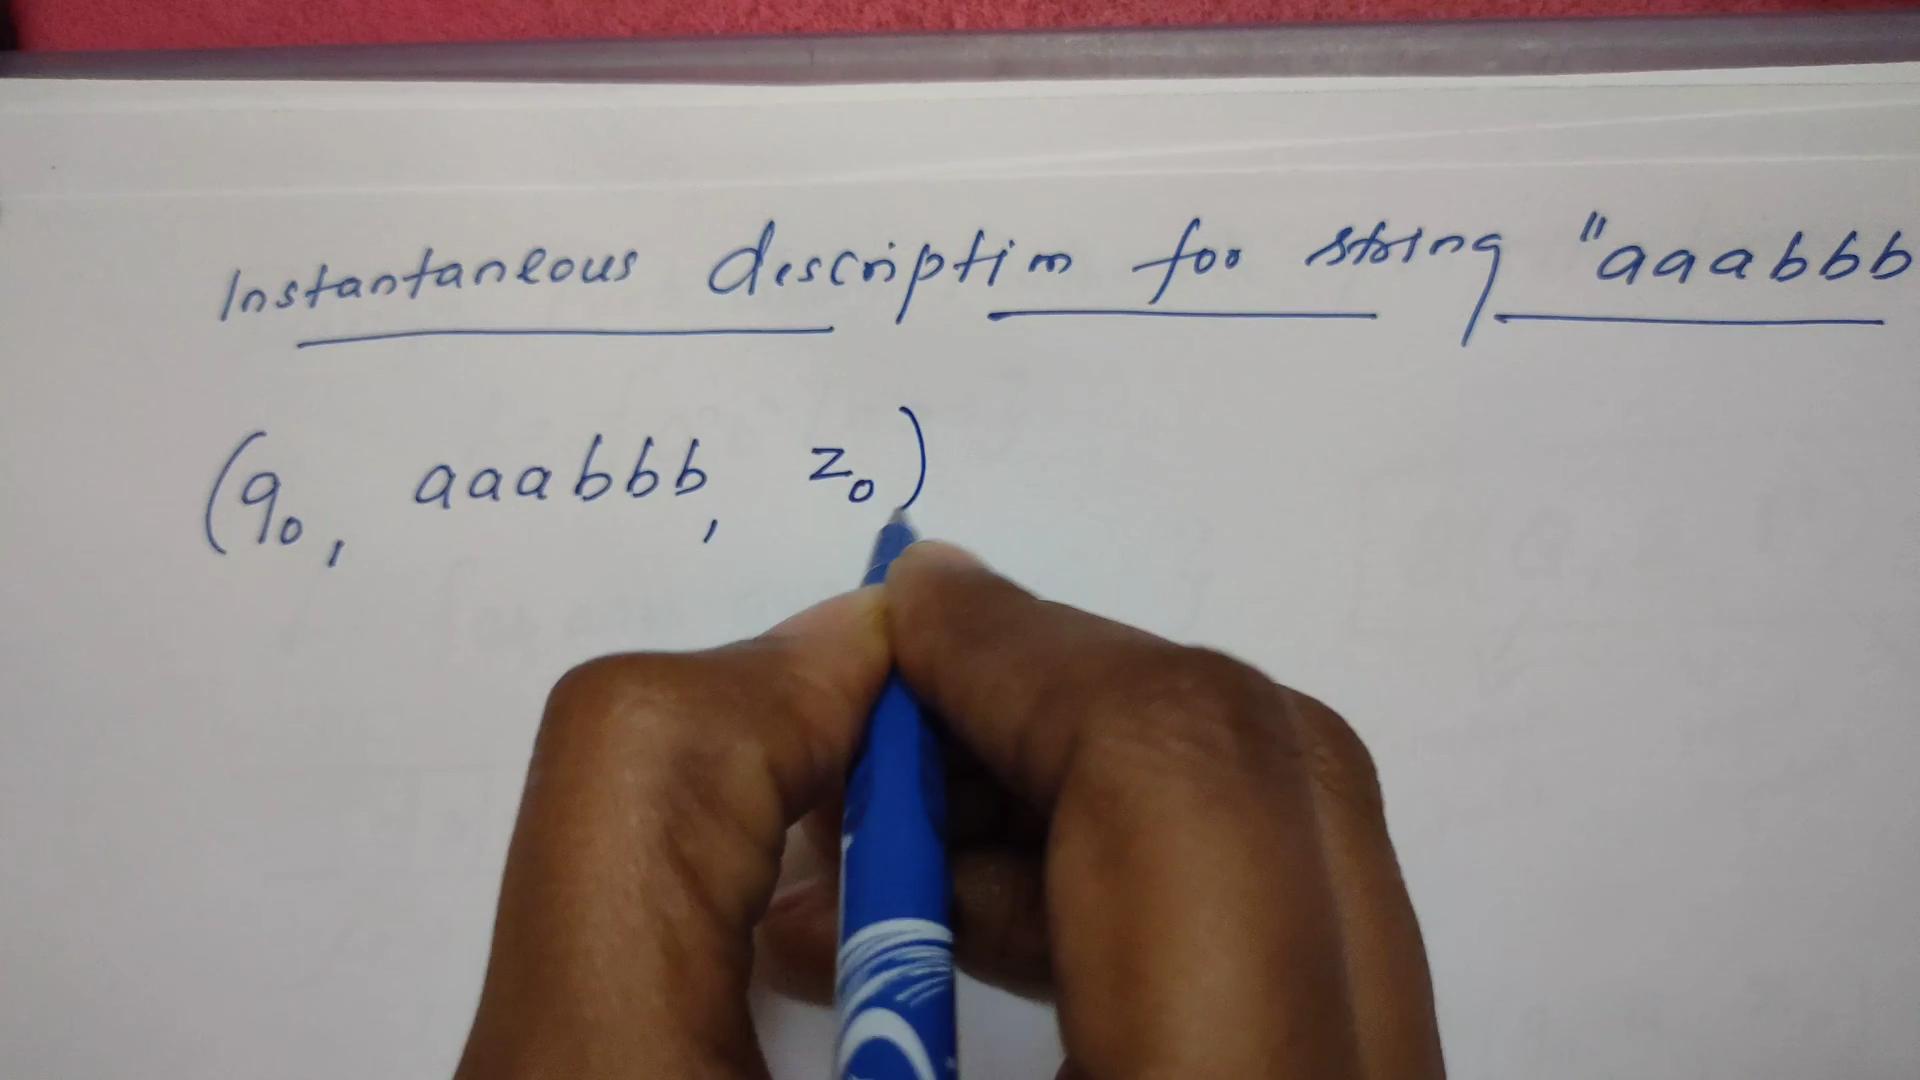 Instantaneous description for string "aaabbb
(q₀, aaabbb, z₀)